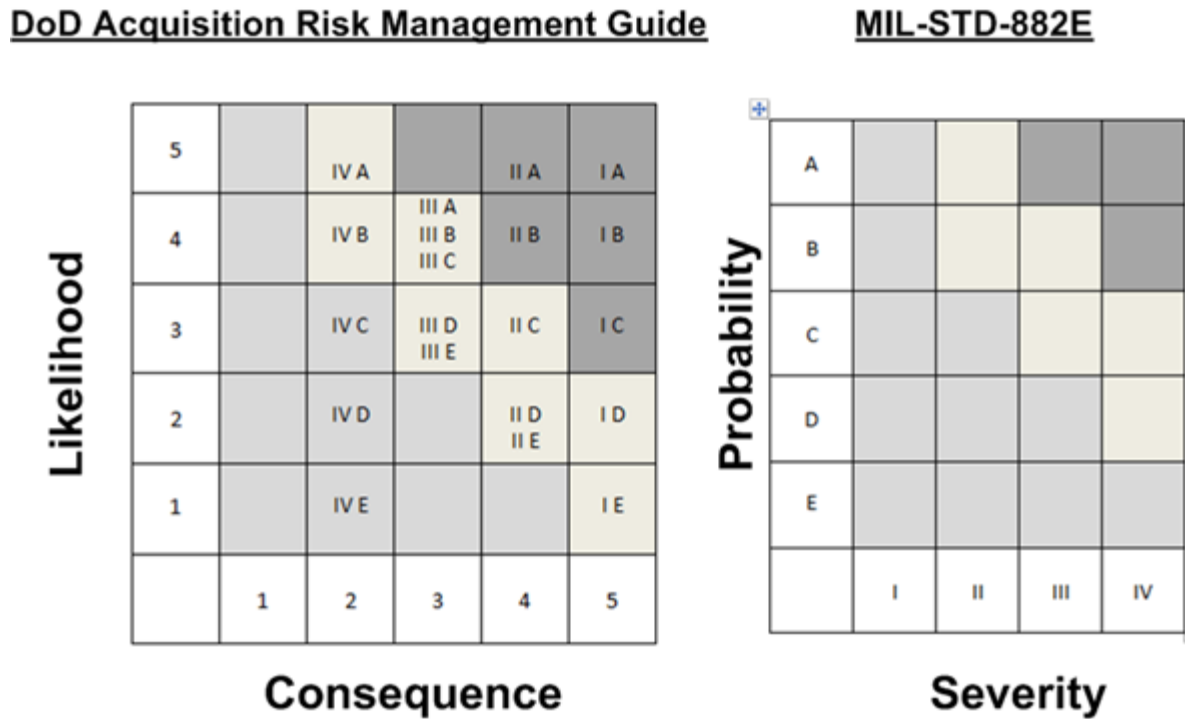 DoD Acquisition Risk Management Guide
MIL-STD-882E
Likelihood
5
IV A
II A
I A
4
IV B
III A
III B
III C
II B
I B
3
IV C
III D
III E
II C
I C
2
IV D
II D
II E
I D
1
IV E
I E
1
2
3
4
5
Consequence
Probability
A
B
C
D
E
I
II
III
IV
Severity